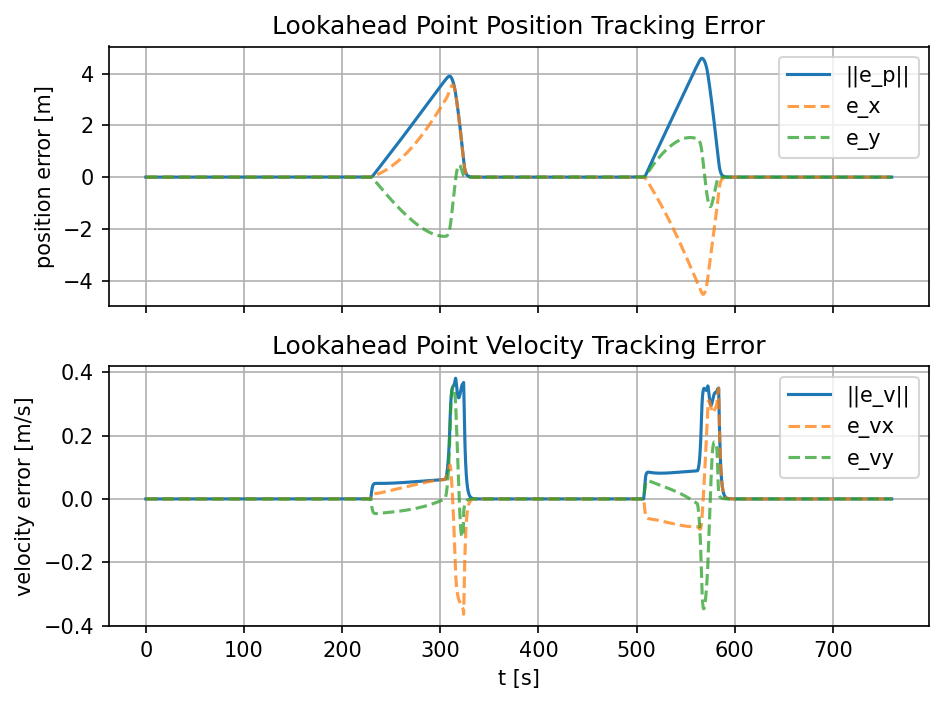 Lookahead Point Position Tracking Error
position error [m]
4
2
0
−2
−4
||e_p||
e_x
e_y
Lookahead Point Velocity Tracking Error
velocity error [m/s]
0.4
0.2
0.0
−0.2
−0.4
||e_v||
e_vx
e_vy
0 100 200 300 400 500 600 700
t [s]